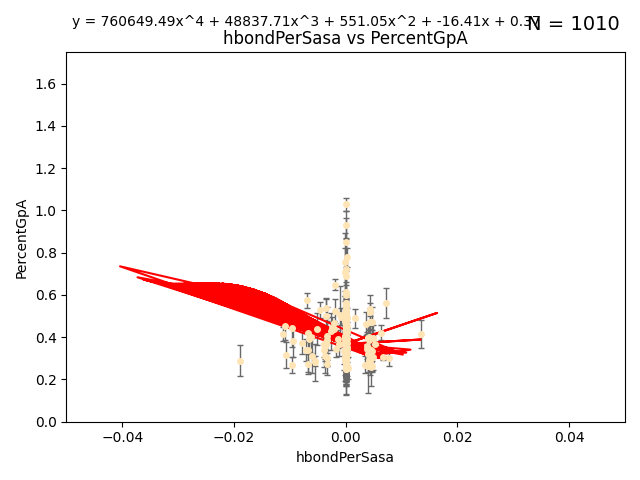 y = 760649.49x^4 + 48837.71x^3 + 551.05x^2 + -16.41x + 0.37
N = 1010
hbondPerSasa vs PercentGpA
PercentGpA
1.6
1.4
1.2
1.0
0.8
0.6
0.4
0.2
0.0
−0.04 −0.02 0.00 0.02 0.04
hbondPerSasa